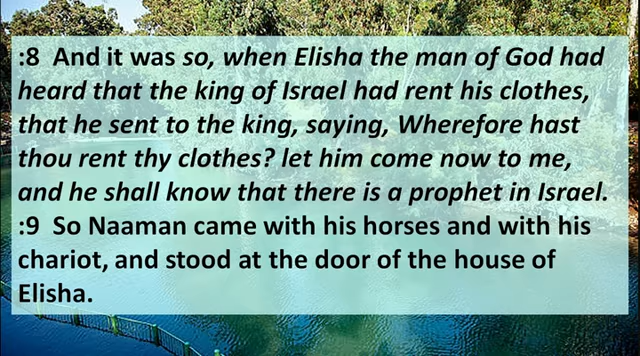 :8  And it was so, when Elisha the man of God had
heard that the king of Israel had rent his clothes,
that he sent to the king, saying, Wherefore hast
thou rent thy clothes? let him come now to me,
and he shall know that there is a prophet in Israel.
:9  So Naaman came with his horses and with his
chariot, and stood at the door of the house of
Elisha.